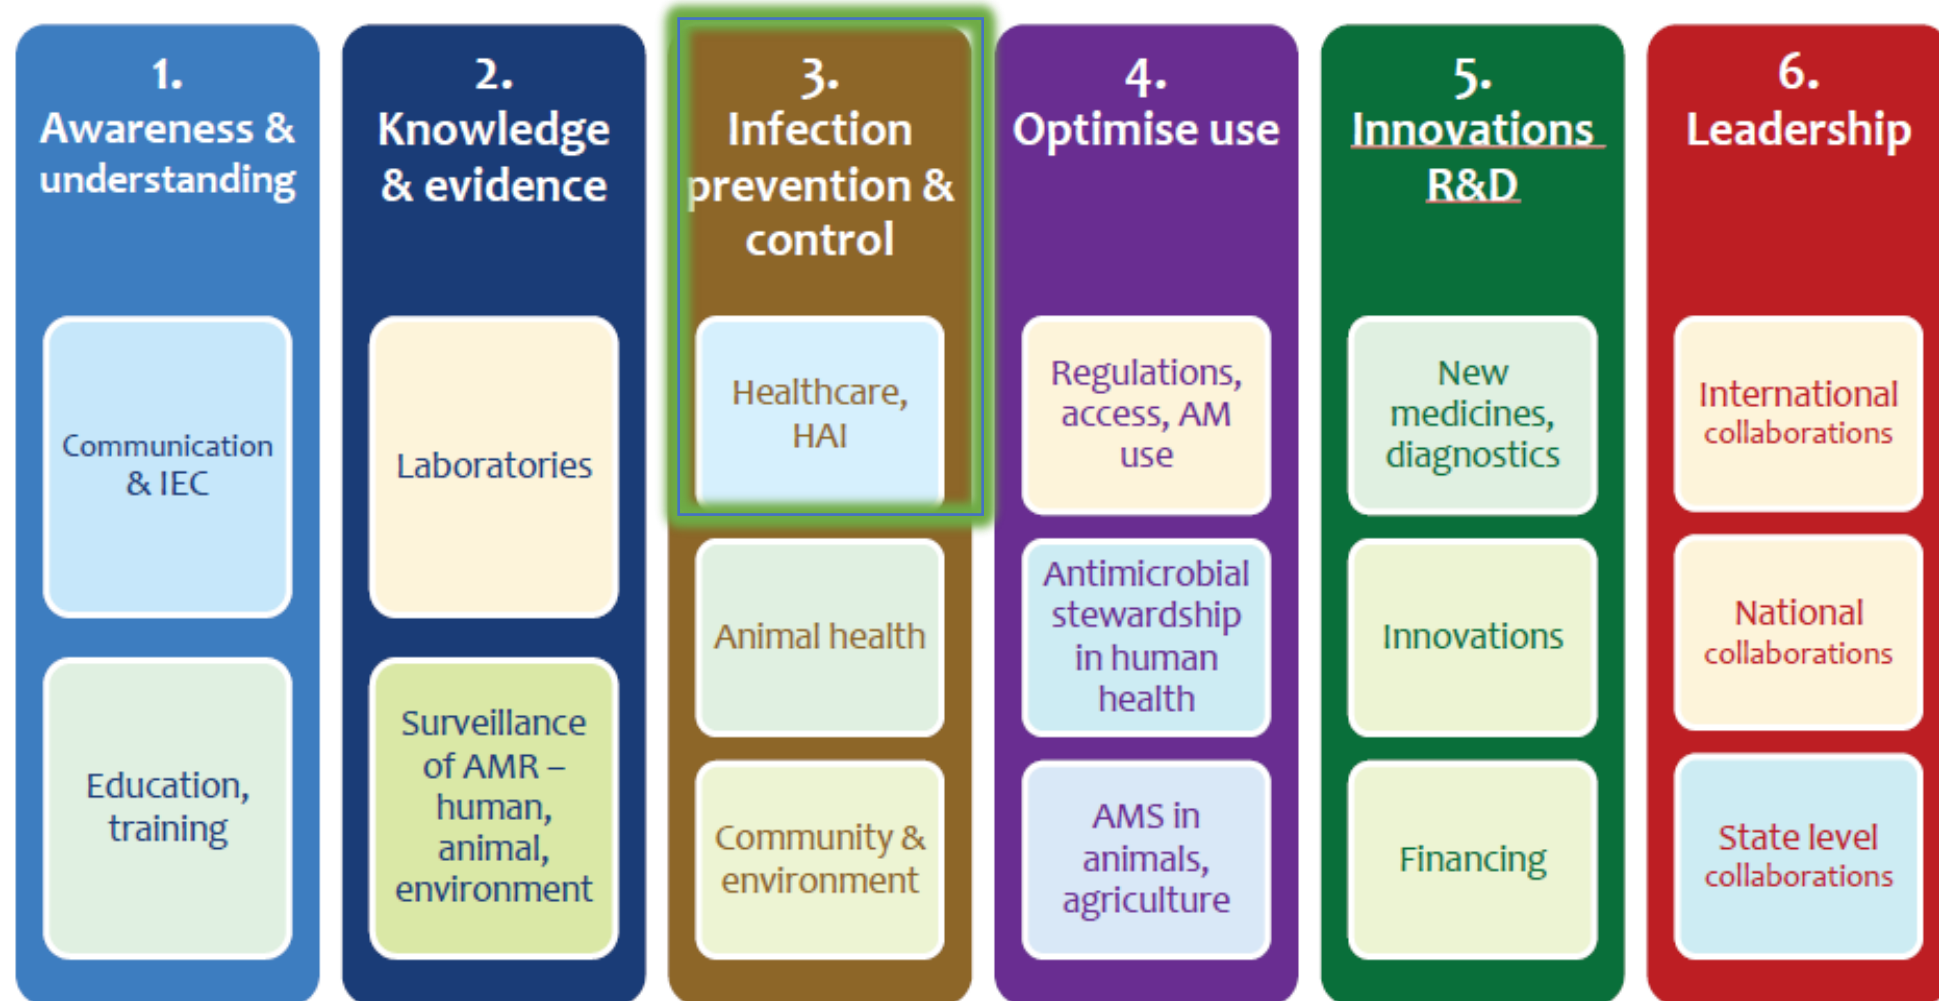 1.
Awareness &
understanding
Communication
& IEC
Education,
training
2.
Knowledge
& evidence
Laboratories
Surveillance
of AMR –
human,
animal,
environment
3.
Infection
prevention &
control
Healthcare,
HAI
Animal health
Community &
environment
4.
Optimise use
Regulations,
access, AM
use
Antimicrobial
stewardship
in human
health
AMS in
animals,
agriculture
5.
Innovations
R&D
New
medicines,
diagnostics
Innovations
Financing
6.
Leadership
International
collaborations
National
collaborations
State level
collaborations